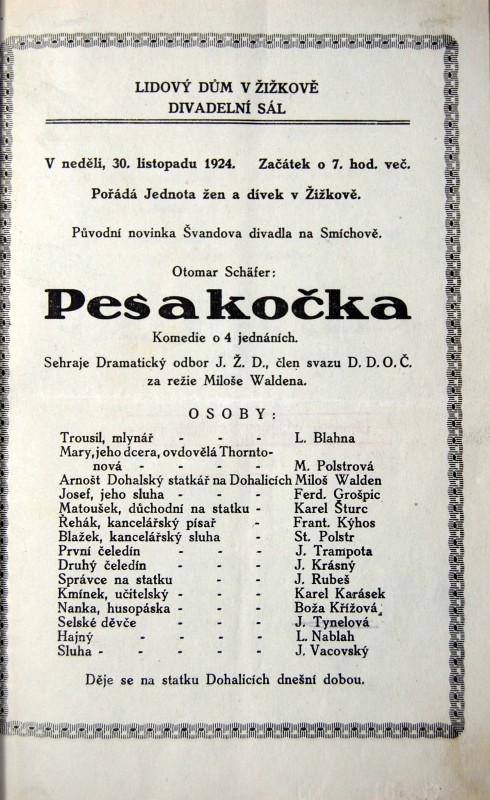 LIDOVÝ DŮM V ŽIŽKOVĚ
DIVADELNÍ SÁL
V neděli, 30. listopadu 1924. Začátek o 7. hod. več.
Pořádá Jednota žen a dívek v Žižkově.
Původní novinka Švandova divadla na Smíchově.
Otomar Schäfer:
Pes a kočka
Komedie o 4 jednáních.
Sehraje Dramatický odbor J. Ž. D., člen svazu D. D. O. Č.
za režie Miloše Waldena.
OSOBY:
Trousil, mlynář - - - L. Blahna
Mary, jeho dcera, ovdovělá Thornto-
nová - - - - M. Polstrová
Arnošt Dohalský statkář na Dohalicích Miloš Walden
Josef, jeho sluha - - - Ferd. Grošpic
Matoušek, důchodní na statku - Karel Šturc
Řehák, kancelářský písař - Frant. Kýhos
Blažek, kancelářský sluha - St. Polstr
První čeledín - - - J. Trampota
Druhý čeledín - - - J. Krásný
Správce na statku - - J. Rubeš
Kmínek, učitelský - - - Karel Karásek
Nanka, husopáska - - - Boža Křížová
Selské děvče - - - J. Tynelová
Hajný - - - - L. Nablah
Sluha - - - - - J. Vacovský
Děje se na statku Dohalicích dnešní dobou.